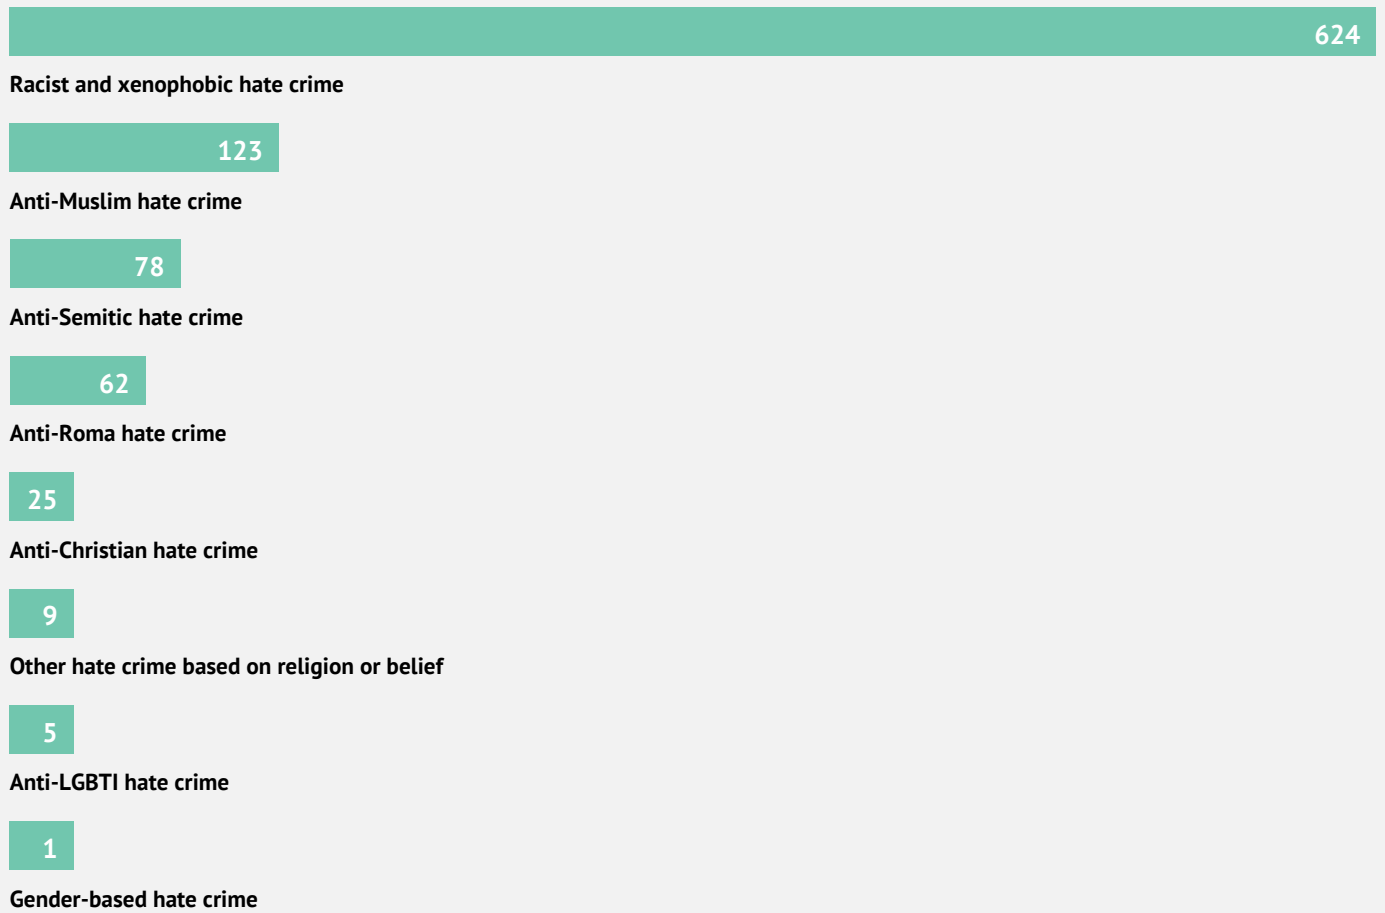 624
Racist and xenophobic hate crime
123
Anti-Muslim hate crime
78
Anti-Semitic hate crime
62
Anti-Roma hate crime
25
Anti-Christian hate crime
9
Other hate crime based on religion or belief
5
Anti-LGBTI hate crime
1
Gender-based hate crime